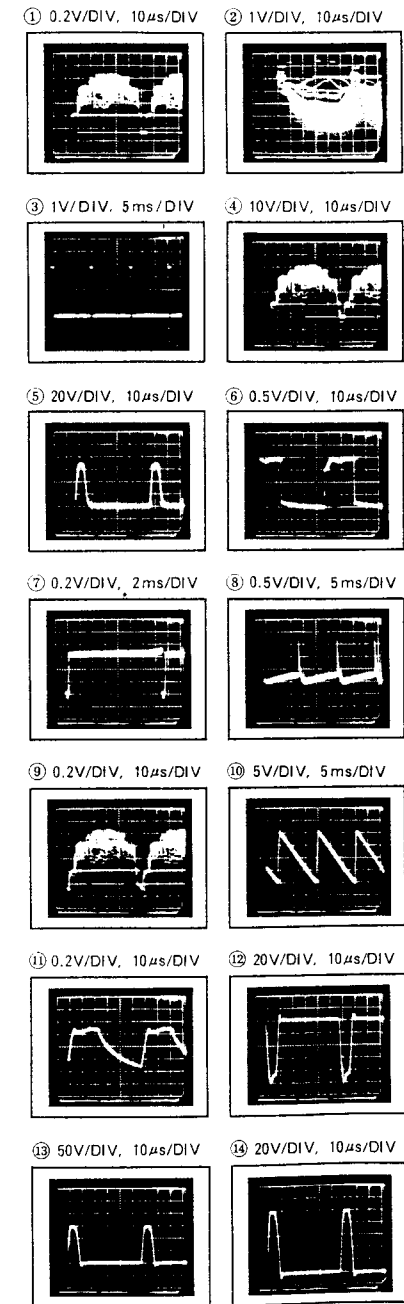 ① 0.2V/DIV, 10μs/DIV
② 1V/DIV, 10μs/DIV
③ 1V/DIV. 5ms/DIV
④ 10V/DIV, 10μs/DIV
⑤ 20V/DIV, 10μs/DIV
⑥ 0.5V/DIV, 10μs/DIV
⑦ 0.2V/DIV, 2ms/DIV
⑧ 0.5V/DIV, 5ms/DIV
⑨ 0.2V/DIV, 10μs/DIV
⑩ 5V/DIV, 5ms/DIV
⑪ 0.2V/DIV, 10μs/DIV
⑫ 20V/DIV, 10μs/DIV
⑬ 50V/DIV, 10μs/DIV
⑭ 20V/DIV, 10μs/DIV